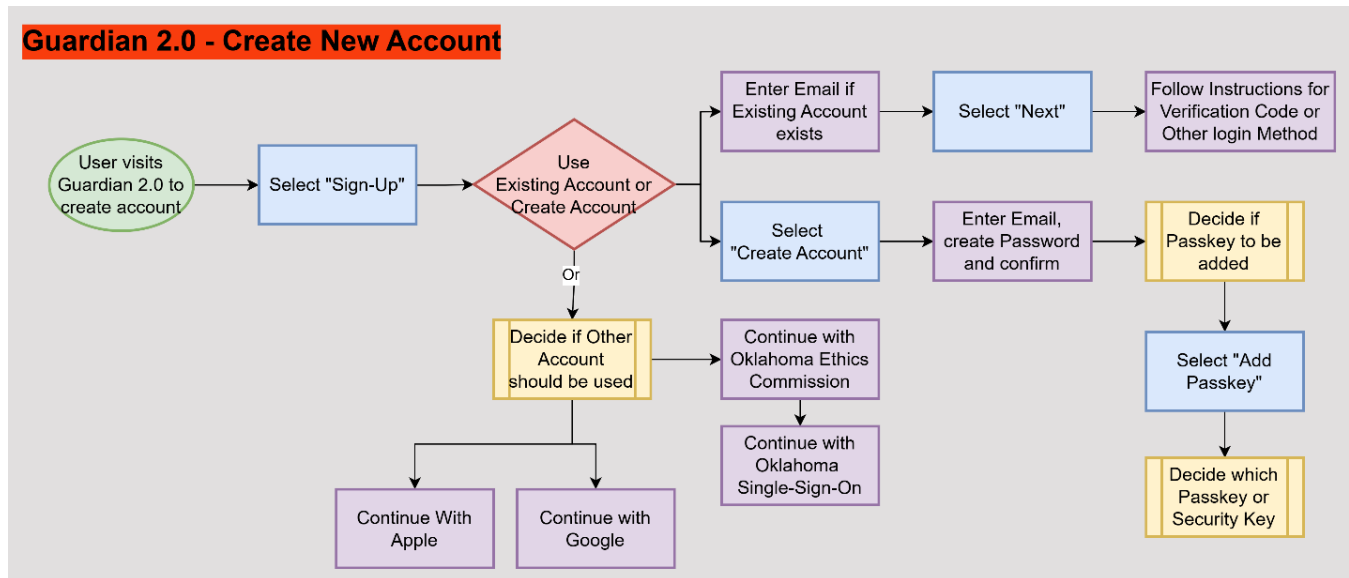 Guardian 2.0 - Create New Account
User visits
Guardian 2.0 to
create account
Select "Sign-Up"
Use
Existing Account or
Create Account
Enter Email if
Existing Account
exists
Select "Next"
Follow Instructions for
Verification Code or
Other login Method
Select
"Create Account"
Enter Email,
create Password
and confirm
Decide if
Passkey to be
added
Select "Add
Passkey"
Decide which
Passkey or
Security Key
Or
Decide if Other
Account
should be used
Continue with
Oklahoma Ethics
Commission
Continue with
Oklahoma
Single-Sign-On
Continue With
Apple
Continue with
Google